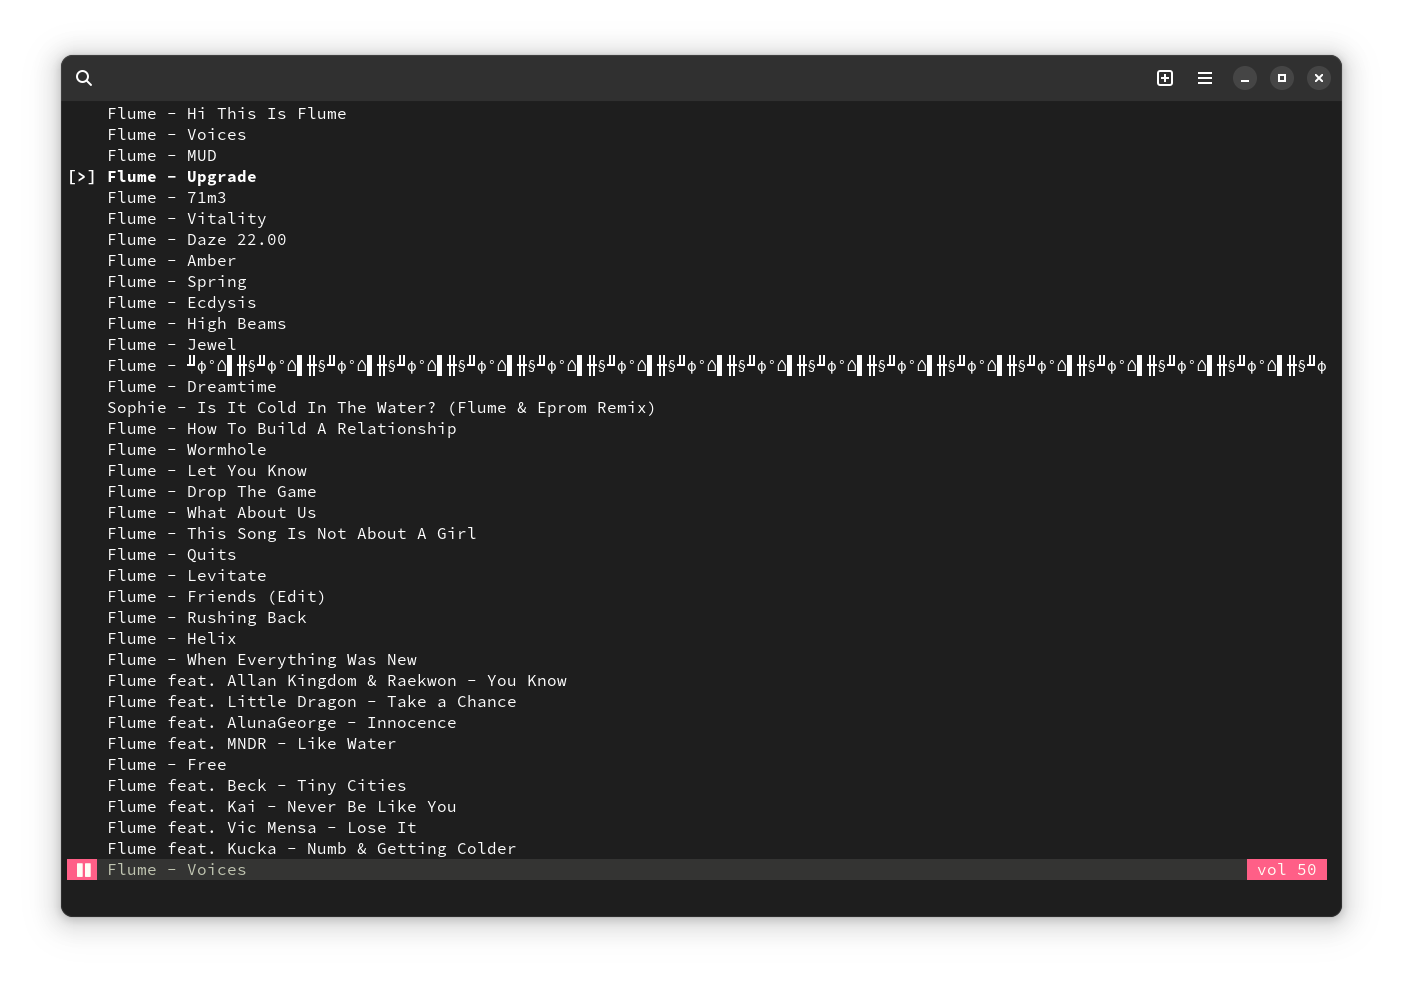 Flume - Hi This Is Flume
Flume - Voices
Flume - MUD
[>] Flume - Upgrade
Flume - 71m3
Flume - Vitality
Flume - Daze 22.00
Flume - Amber
Flume - Spring
Flume - Ecdysis
Flume - High Beams
Flume - Jewel
Flume - ╜φ°⌂▌╫§╜φ°⌂▌╫§╜φ°⌂▌╫§╜φ°⌂▌╫§╜φ°⌂▌╫§╜φ°⌂▌╫§╜φ°⌂▌╫§╜φ°⌂▌╫§╜φ°⌂▌╫§╜φ°⌂▌╫§╜φ°⌂▌╫§╜φ°⌂▌╫§╜φ°⌂▌╫§╜φ°⌂▌╫§╜φ°⌂▌╫§╜φ°⌂▌╫§╜φ
Flume - Dreamtime
Sophie - Is It Cold In The Water? (Flume & Eprom Remix)
Flume - How To Build A Relationship
Flume - Wormhole
Flume - Let You Know
Flume - Drop The Game
Flume - What About Us
Flume - This Song Is Not About A Girl
Flume - Quits
Flume - Levitate
Flume - Friends (Edit)
Flume - Rushing Back
Flume - Helix
Flume - When Everything Was New
Flume feat. Allan Kingdom & Raekwon - You Know
Flume feat. Little Dragon - Take a Chance
Flume feat. AlunaGeorge - Innocence
Flume feat. MNDR - Like Water
Flume - Free
Flume feat. Beck - Tiny Cities
Flume feat. Kai - Never Be Like You
Flume feat. Vic Mensa - Lose It
Flume feat. Kucka - Numb & Getting Colder
Flume - Voices vol 50